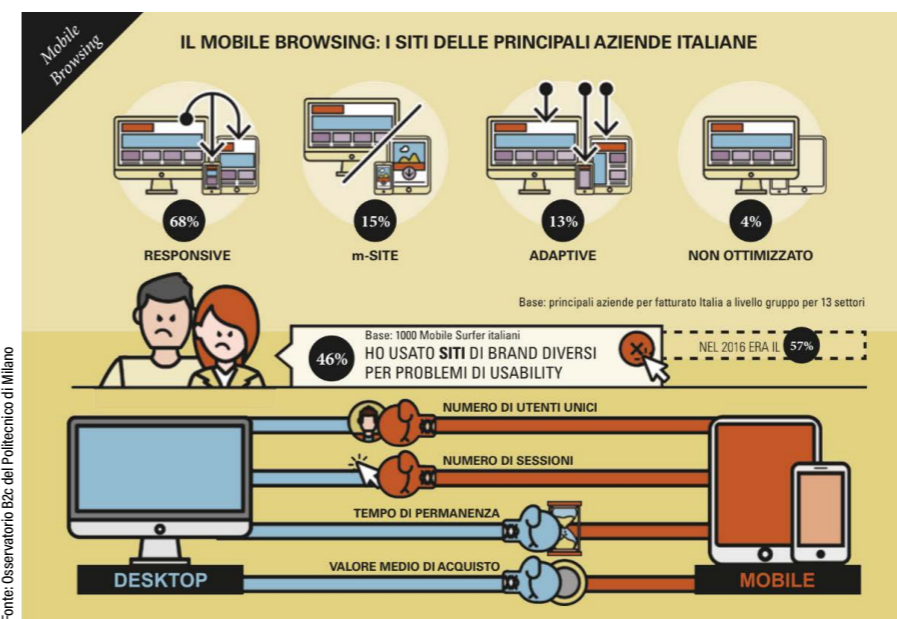 Mobile
Browsing
IL MOBILE BROWSING: I SITI DELLE PRINCIPALI AZIENDE ITALIANE
68%
RESPONSIVE
15%
m-SITE
13%
ADAPTIVE
4%
NON OTTIMIZZATO
Base: principali aziende per fatturato Italia a livello gruppo per 13 settori
46%
Base: 1000 Mobile Surfer italiani
HO USATO SITI DI BRAND DIVERSI
PER PROBLEMI DI USABILITY
NEL 2016 ERA IL 57%
NUMERO DI UTENTI UNICI
NUMERO DI SESSIONI
TEMPO DI PERMANENZA
VALORE MEDIO DI ACQUISTO
DESKTOP
MOBILE
Fonte: Osservatorio B2c del Politecnico di Milano